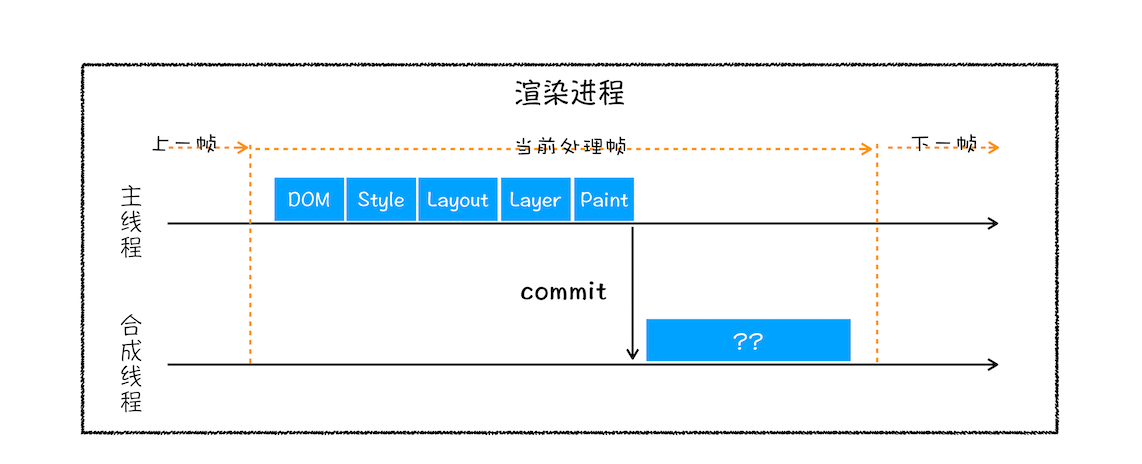 渲染进程
上一帧
当前处理帧
下一帧
主线程
DOM
Style
Layout
Layer
Paint
commit
合成线程
??